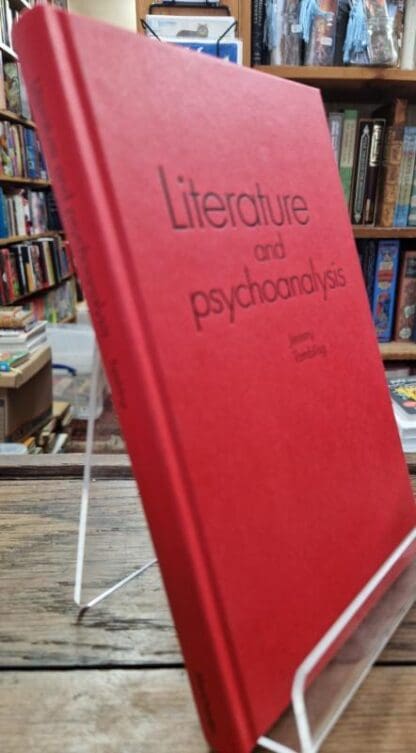 Literature
and
psychoanalysis
Jeremy
Tambling